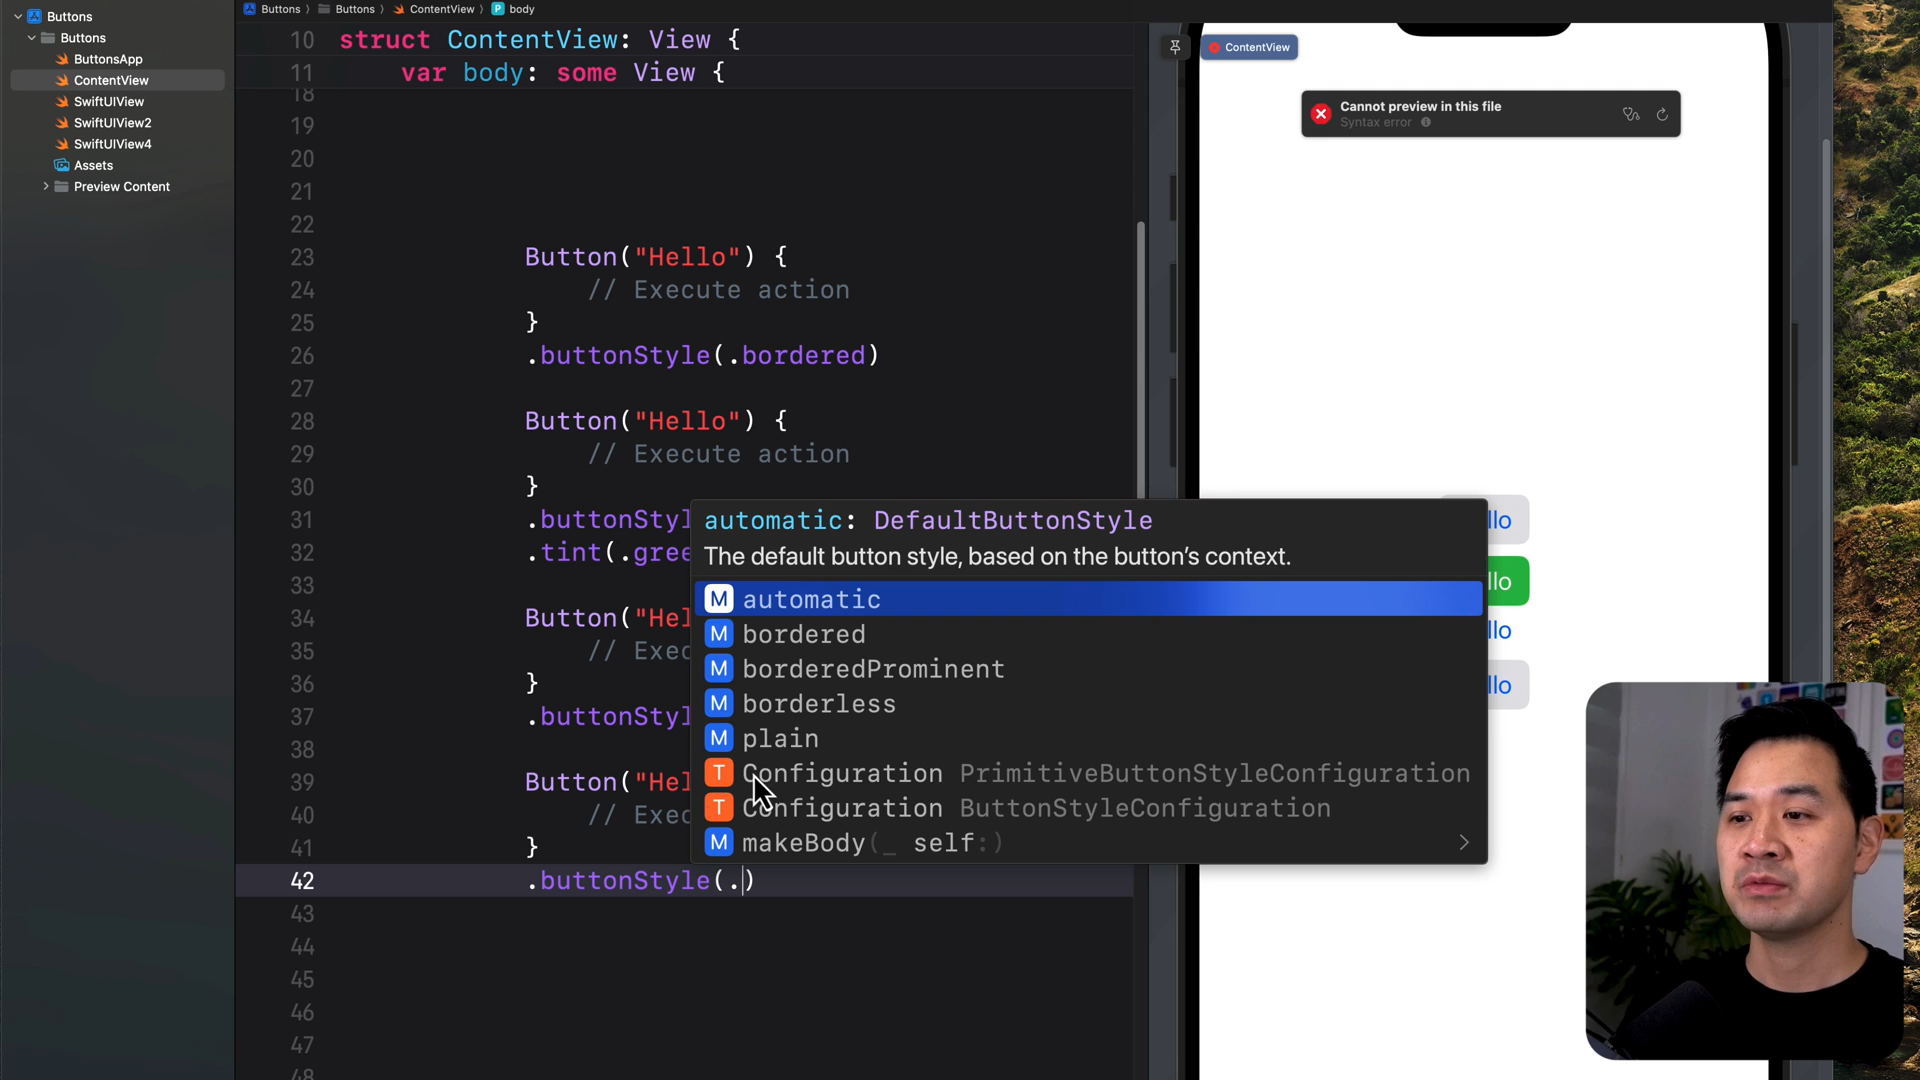 Buttons
Buttons
ButtonsApp
ContentView
SwiftUIView
SwiftUIView2
SwiftUIView4
Assets
Preview Content
Buttons 〉 Buttons 〉 ContentView 〉 P body
10 struct ContentView: View {
11 var body: some View {
18
19
20
21
22
23 Button("Hello") {
24 // Execute action
25 }
26 .buttonStyle(.bordered)
27
28 Button("Hello") {
29 // Execute action
30 }
31 .buttonStyl
32 .tint(.gree
33
34 Button("Hel
35 // Exec
36 }
37 .buttonStyl
38
39 Button("Hel
40 // Exec
41 }
42 .buttonStyle(.)
43
44
45
46
47
48
automatic: DefaultButtonStyle
The default button style, based on the button's context.
M automatic
M bordered
M borderedProminent
M borderless
M plain
T Configuration PrimitiveButtonStyleConfiguration
T Configuration ButtonStyleConfiguration
M makeBody(_ self:)
ContentView
Cannot preview in this file
Syntax error
llo
llo
llo
llo